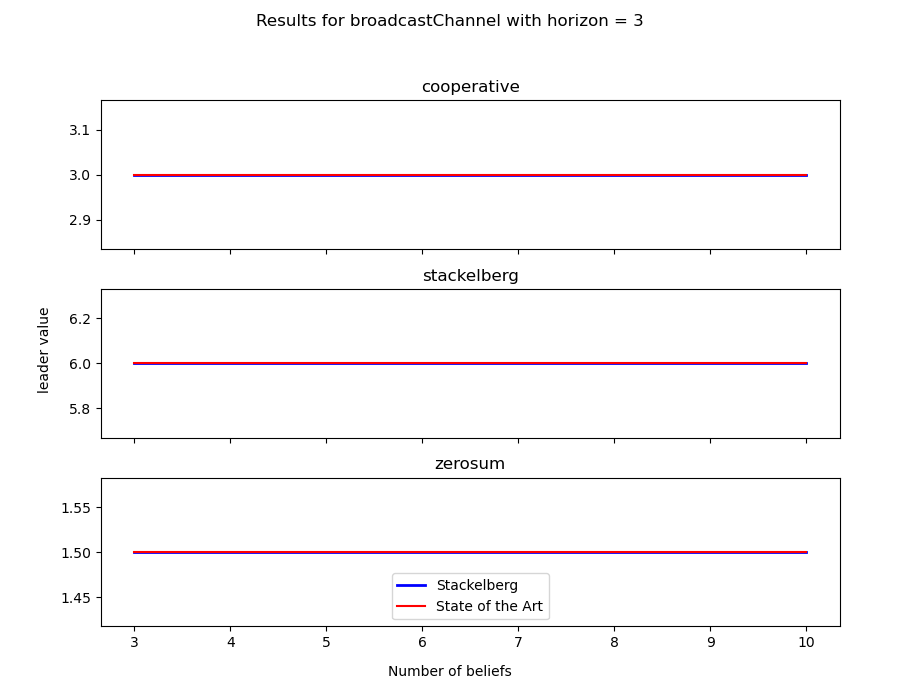 Results for broadcastChannel with horizon = 3
cooperative
3.1
3.0
2.9
stackelberg
6.2
6.0
5.8
leader value
zerosum
1.55
1.50
1.45
Stackelberg
State of the Art
3 4 5 6 7 8 9 10
Number of beliefs